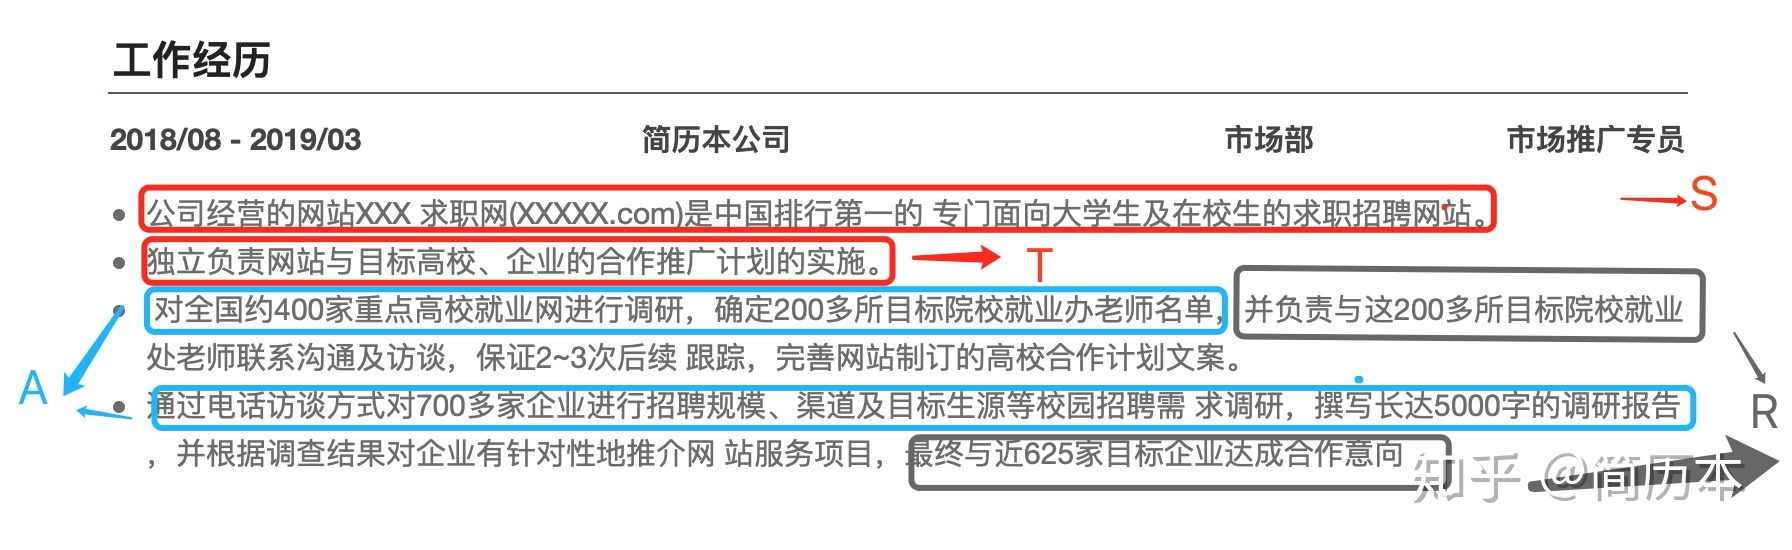 工作经历
2018/08 - 2019/03 简历本公司 市场部 市场推广专员
公司经营的网站XXX 求职网(XXXXX.com)是中国排行第一的 专门面向大学生及在校生的求职招聘网站。 S
独立负责网站与目标高校、企业的合作推广计划的实施。 T
对全国约400家重点高校就业网进行调研，确定200多所目标院校就业办老师名单，并负责与这200多所目标院校就业
处老师联系沟通及访谈，保证2~3次后续 跟踪，完善网站制订的高校合作计划文案。
A
通过电话访谈方式对700多家企业进行招聘规模、渠道及目标生源等校园招聘需 求调研，撰写长达5000字的调研报告
R
，并根据调查结果对企业有针对性地推介网 站服务项目，最终与近625家目标企业达成合作意向
知乎 @简历本